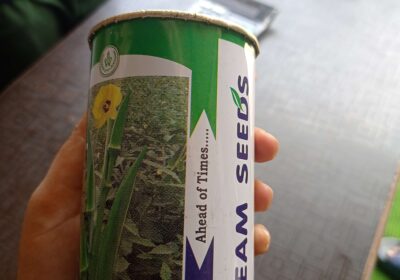 Ahead of Times.....
EAM SEEDS